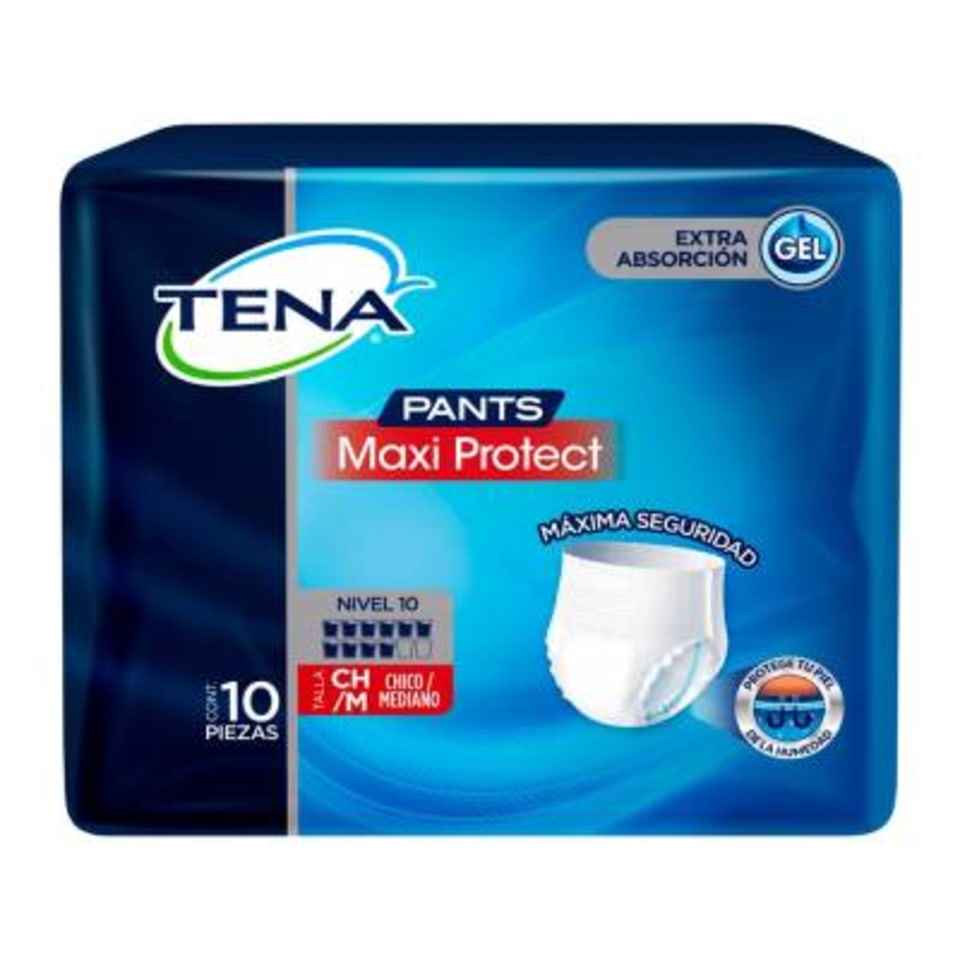 TENA®
EXTRA
ABSORCIÓN
GEL
PANTS
Maxi Protect
MÁXIMA SEGURIDAD
NIVEL 10
TALLA
CH
/M
CHICO /
MEDIANO
CONT.
10
PIEZAS
PROTEGE TU PIEL
DE LA HUMEDAD